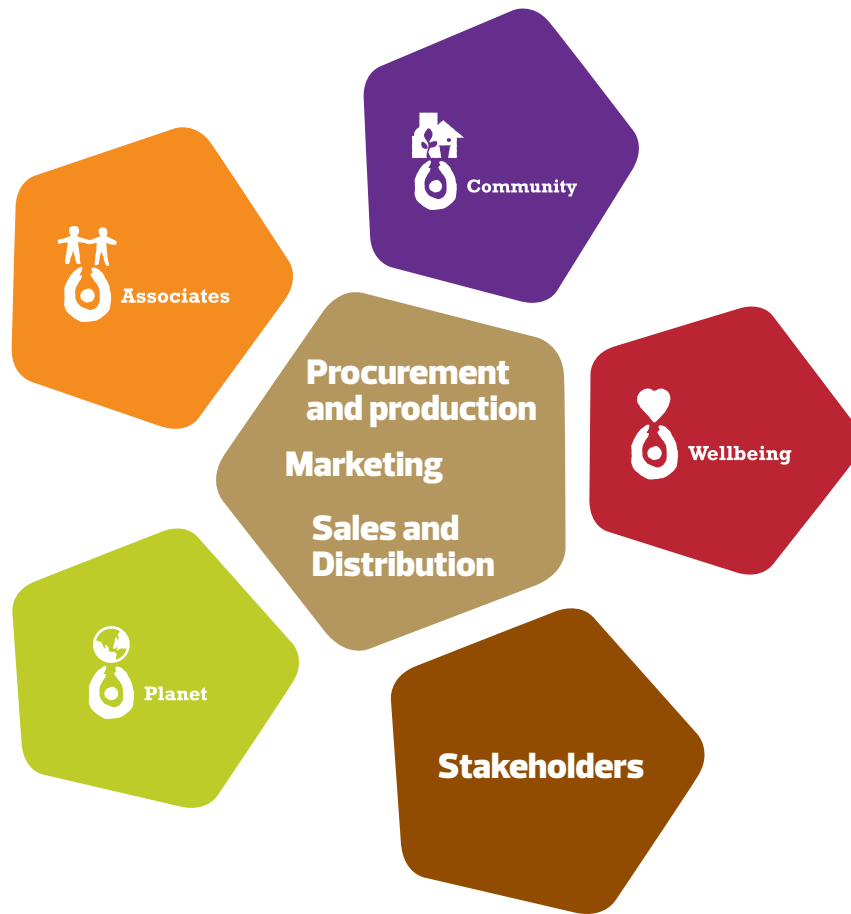 Community
Associates
Procurement
and production
Marketing
Wellbeing
Sales and
Distribution
Planet
Stakeholders